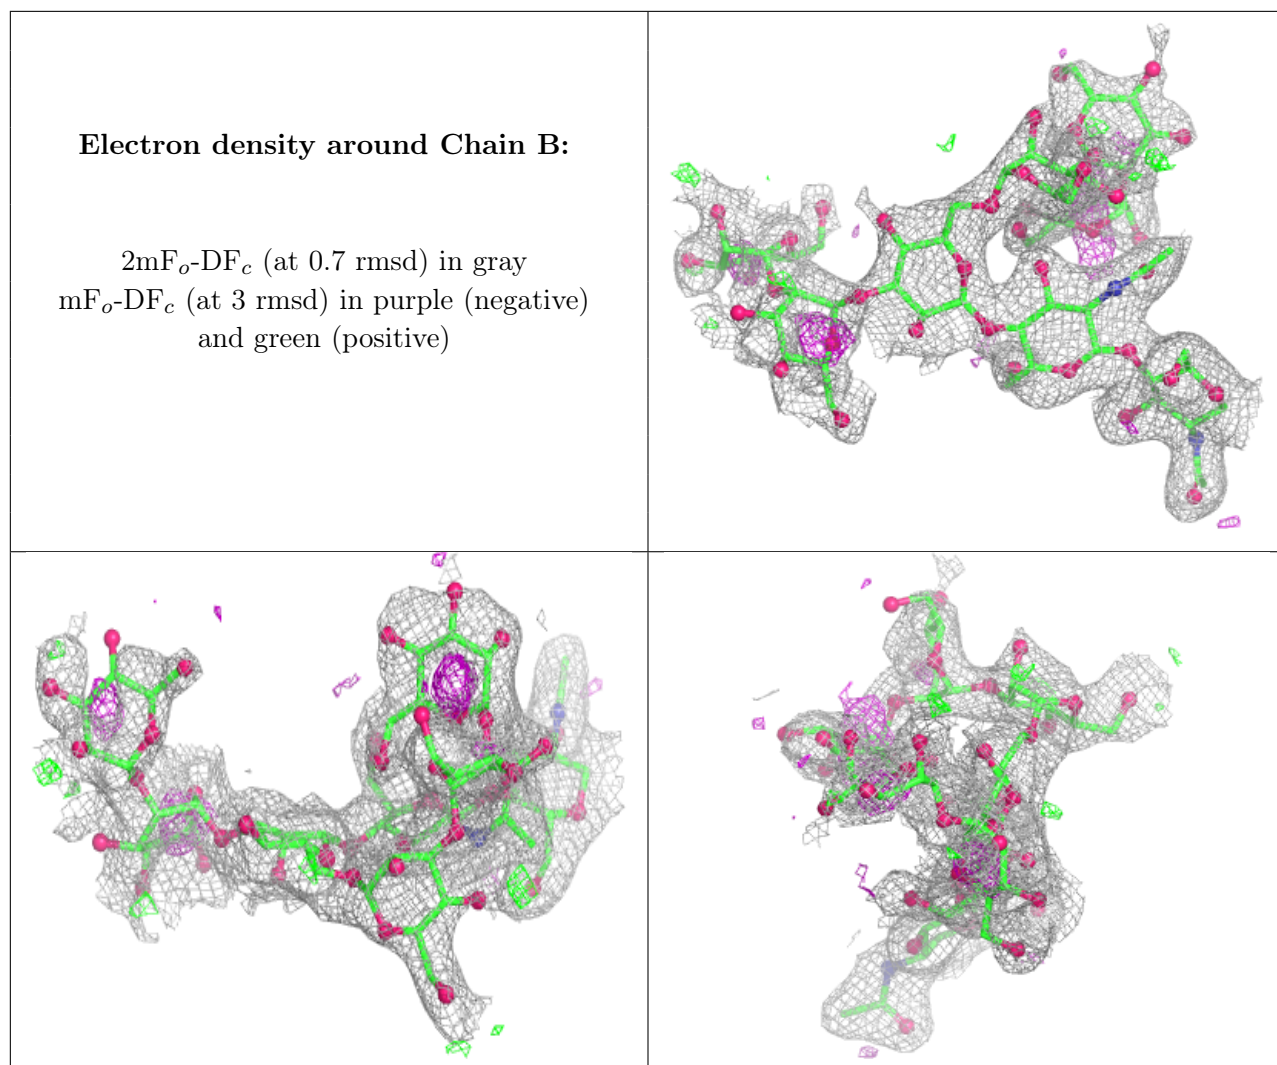 Electron density around Chain B:
2mFₒ-DF𝒸 (at 0.7 rmsd) in gray
mFₒ-DF𝒸 (at 3 rmsd) in purple (negative)
and green (positive)